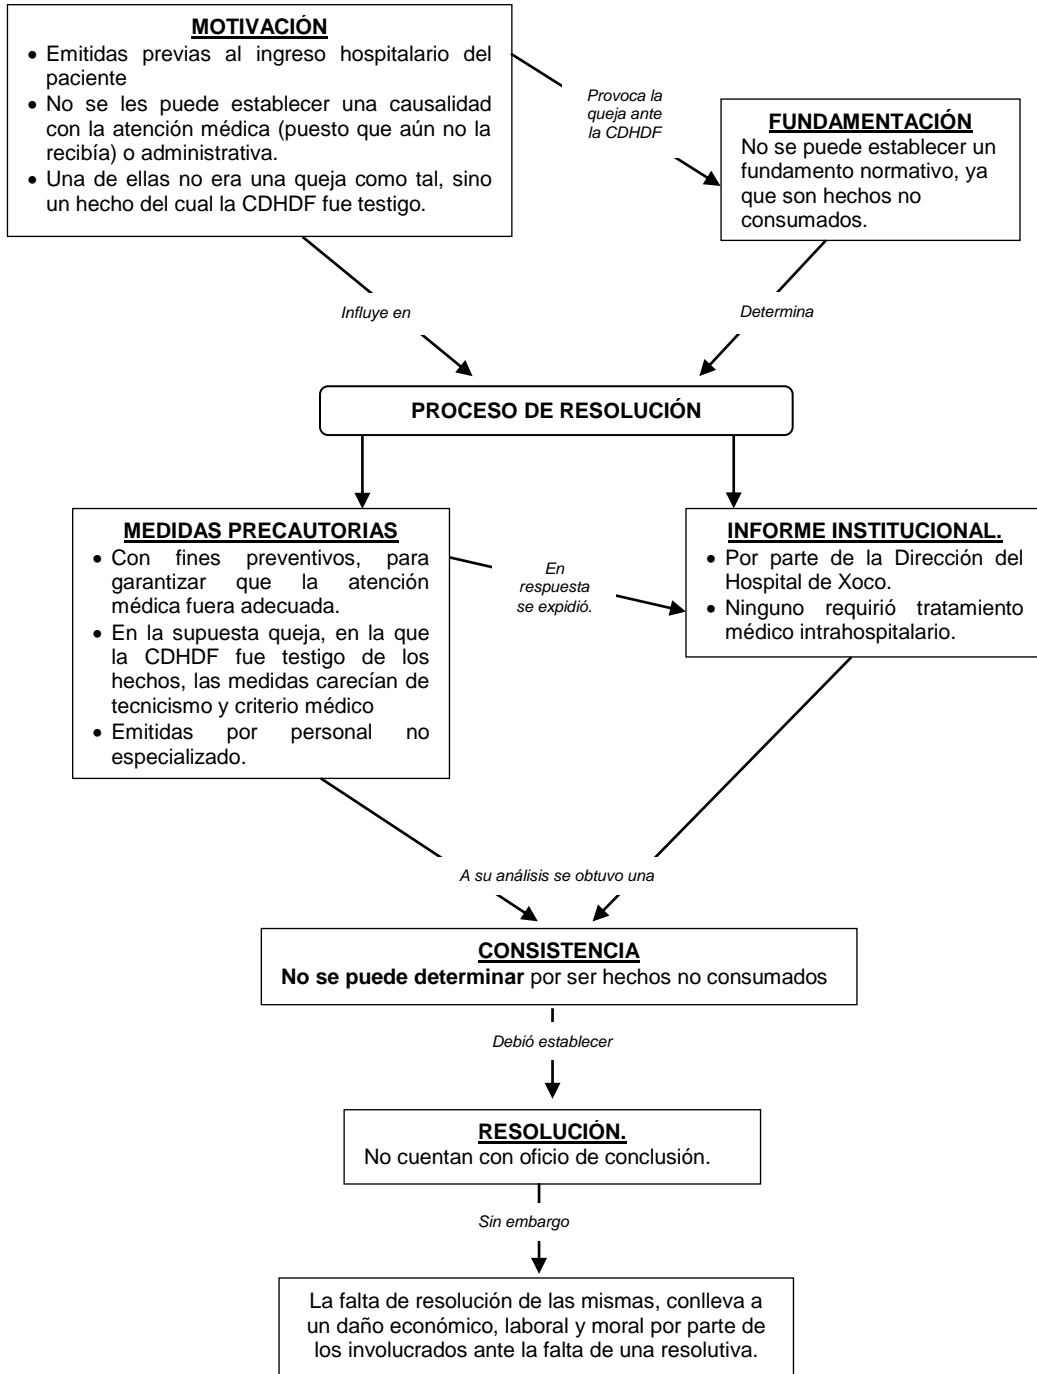 MOTIVACIÓN
• Emitidas previas al ingreso hospitalario del
paciente
• No se les puede establecer una causalidad
con la atención médica (puesto que aún no la
recibía) o administrativa.
• Una de ellas no era una queja como tal, sino
un hecho del cual la CDHDF fue testigo.
Provoca la
queja ante
la CDHDF
FUNDAMENTACIÓN
No se puede establecer un
fundamento normativo, ya
que son hechos no
consumados.
Influye en
Determina
PROCESO DE RESOLUCIÓN
MEDIDAS PRECAUTORIAS
• Con fines preventivos, para
garantizar que la atención
médica fuera adecuada.
• En la supuesta queja, en la que
la CDHDF fue testigo de los
hechos, las medidas carecían de
tecnicismo y criterio médico
• Emitidas por personal no
especializado.
En
respuesta
se expidió.
INFORME INSTITUCIONAL.
• Por parte de la Dirección del
Hospital de Xoco.
• Ninguno requirió tratamiento
médico intrahospitalario.
A su análisis se obtuvo una
CONSISTENCIA
No se puede determinar por ser hechos no consumados
Debió establecer
RESOLUCIÓN.
No cuentan con oficio de conclusión.
Sin embargo
La falta de resolución de las mismas, conlleva a
un daño económico, laboral y moral por parte de
los involucrados ante la falta de una resolutiva.